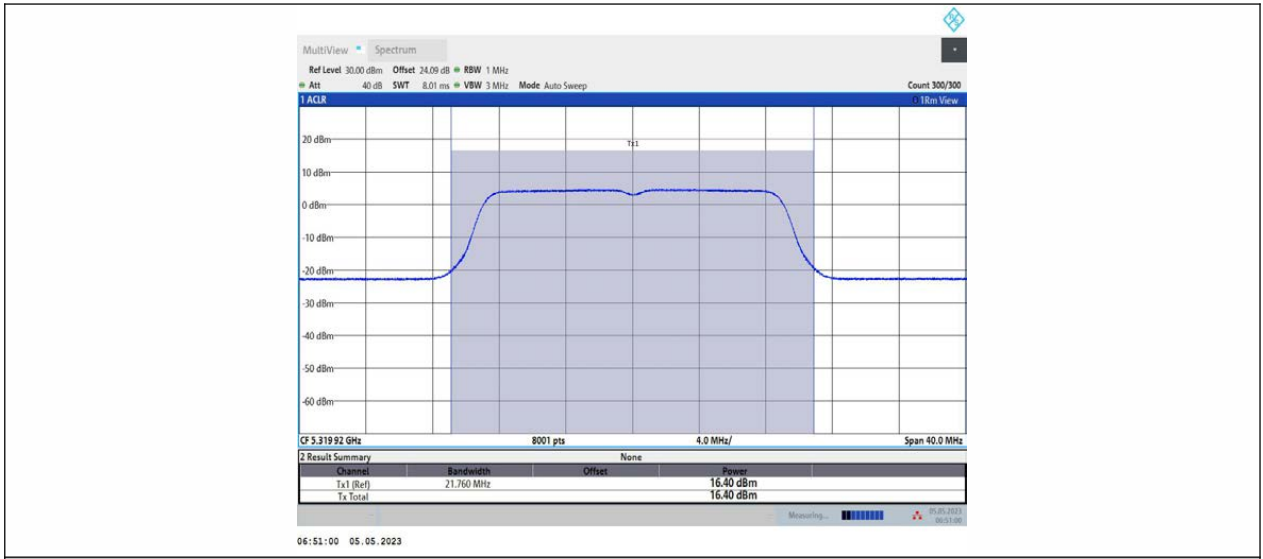 MultiView Spectrum
Ref Level 30.00 dBm Offset 24.09 dB RBW 1 MHz
Att 40 dB SWT 8.01 ms VBW 3 MHz Mode Auto Sweep Count 300/300
1 ACLR 1Rm View
20 dBm
Tx1
10 dBm
0 dBm
-10 dBm
-20 dBm
-30 dBm
-40 dBm
-50 dBm
-60 dBm
CF 5.319 92 GHz 8001 pts 4.0 MHz/ Span 40.0 MHz
2 Result Summary None
Channel Bandwidth Offset Power
Tx1 (Ref) 21.760 MHz 16.40 dBm
Tx Total 16.40 dBm
Measuring... 05.05.2023
06:51:00
06:51:00 05.05.2023